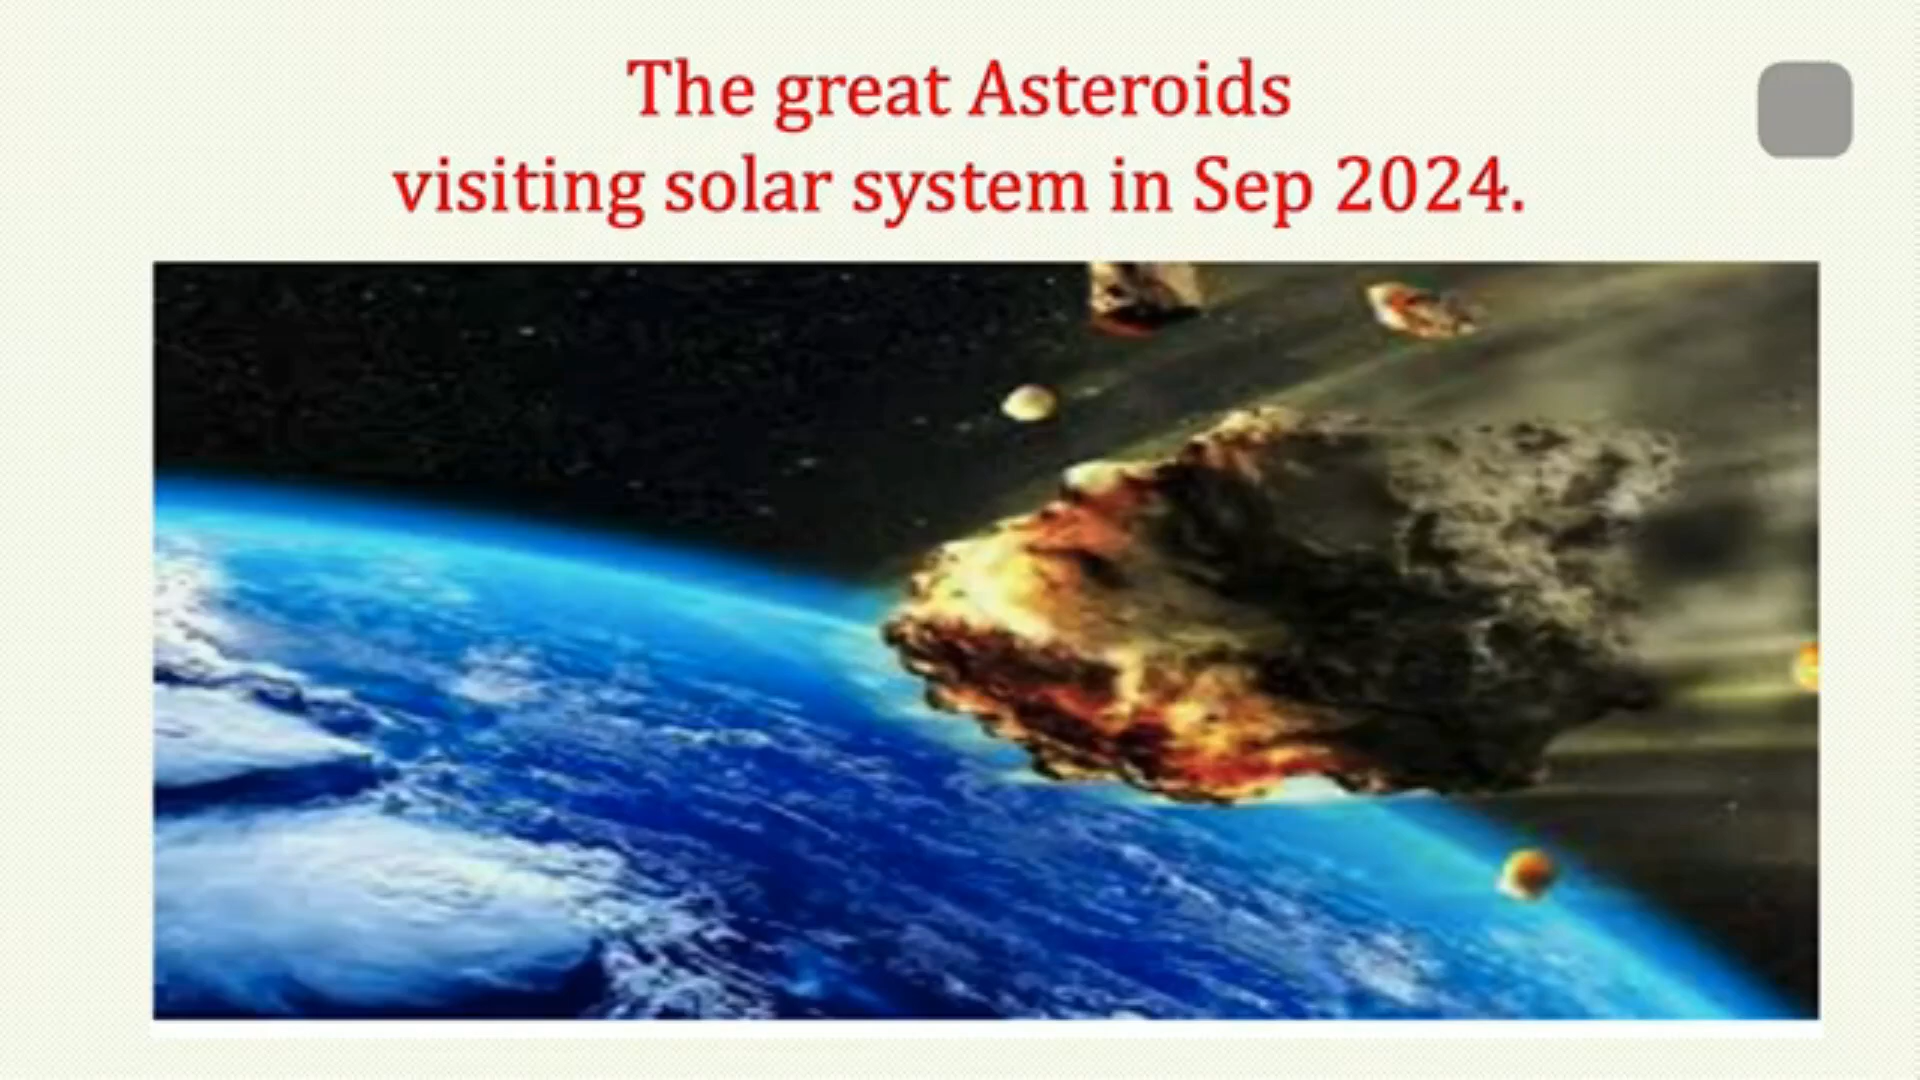 The great Asteroids
visiting solar system in Sep 2024.